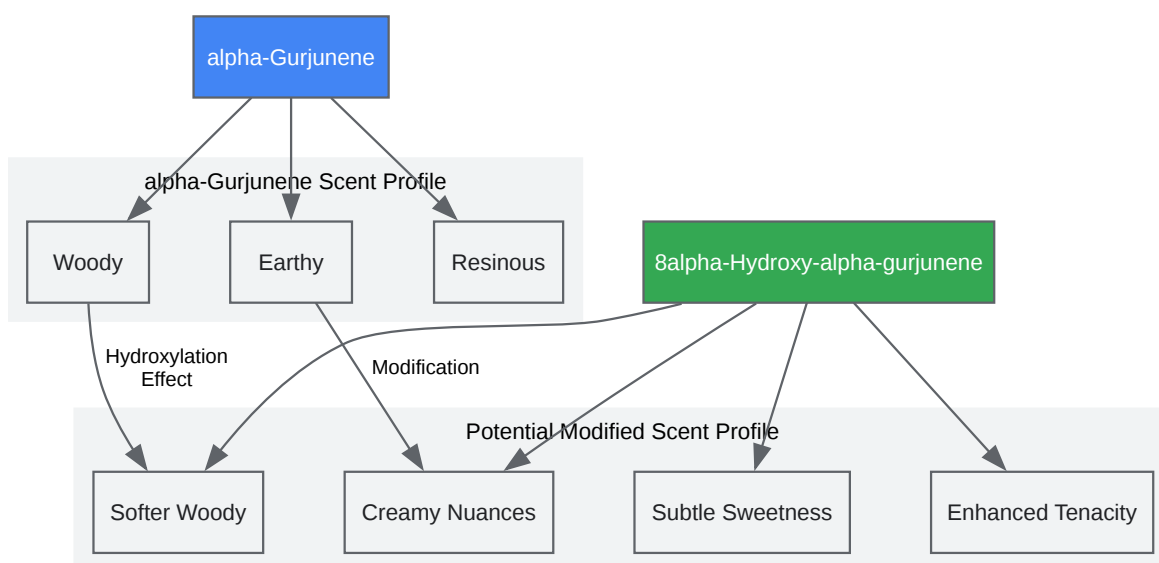 alpha-Gurjunene
alpha-Gurjunene Scent Profile
Woody
Earthy
Resinous
8alpha-Hydroxy-alpha-gurjunene
Hydroxylation
Effect
Modification
Potential Modified Scent Profile
Softer Woody
Creamy Nuances
Subtle Sweetness
Enhanced Tenacity